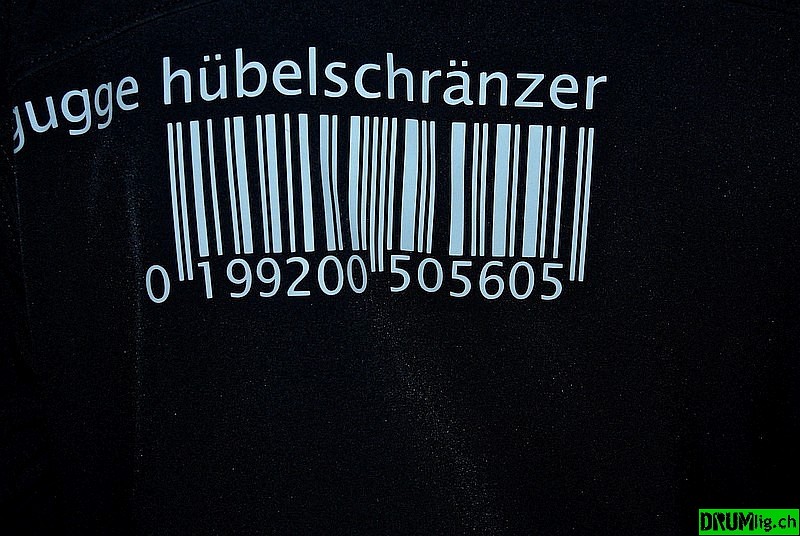 gugge hübelschränzer
0 199200 505605
DRUMlig.ch